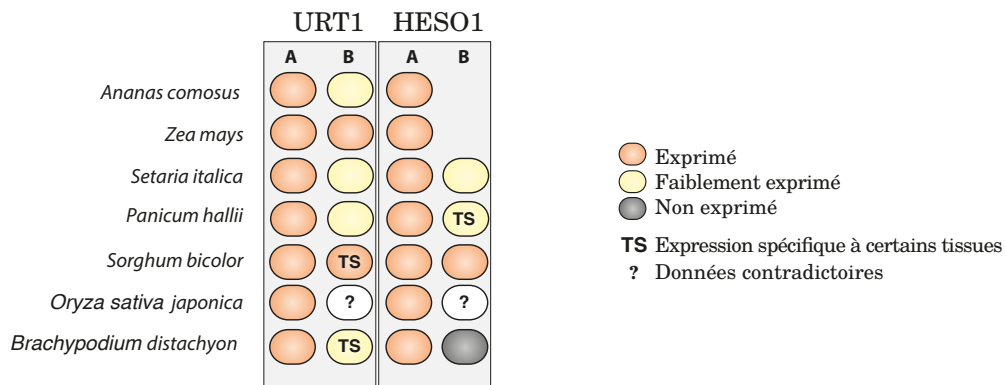 URT1 HESO1
A B A B
Ananas comosus
Zea mays
Setaria italica
Panicum hallii TS
Sorghum bicolor TS
Oryza sativa japonica ? ?
Brachypodium distachyon TS
Exprimé
Faiblement exprimé
Non exprimé
TS Expression spécifique à certains tissues
? Données contradictoires